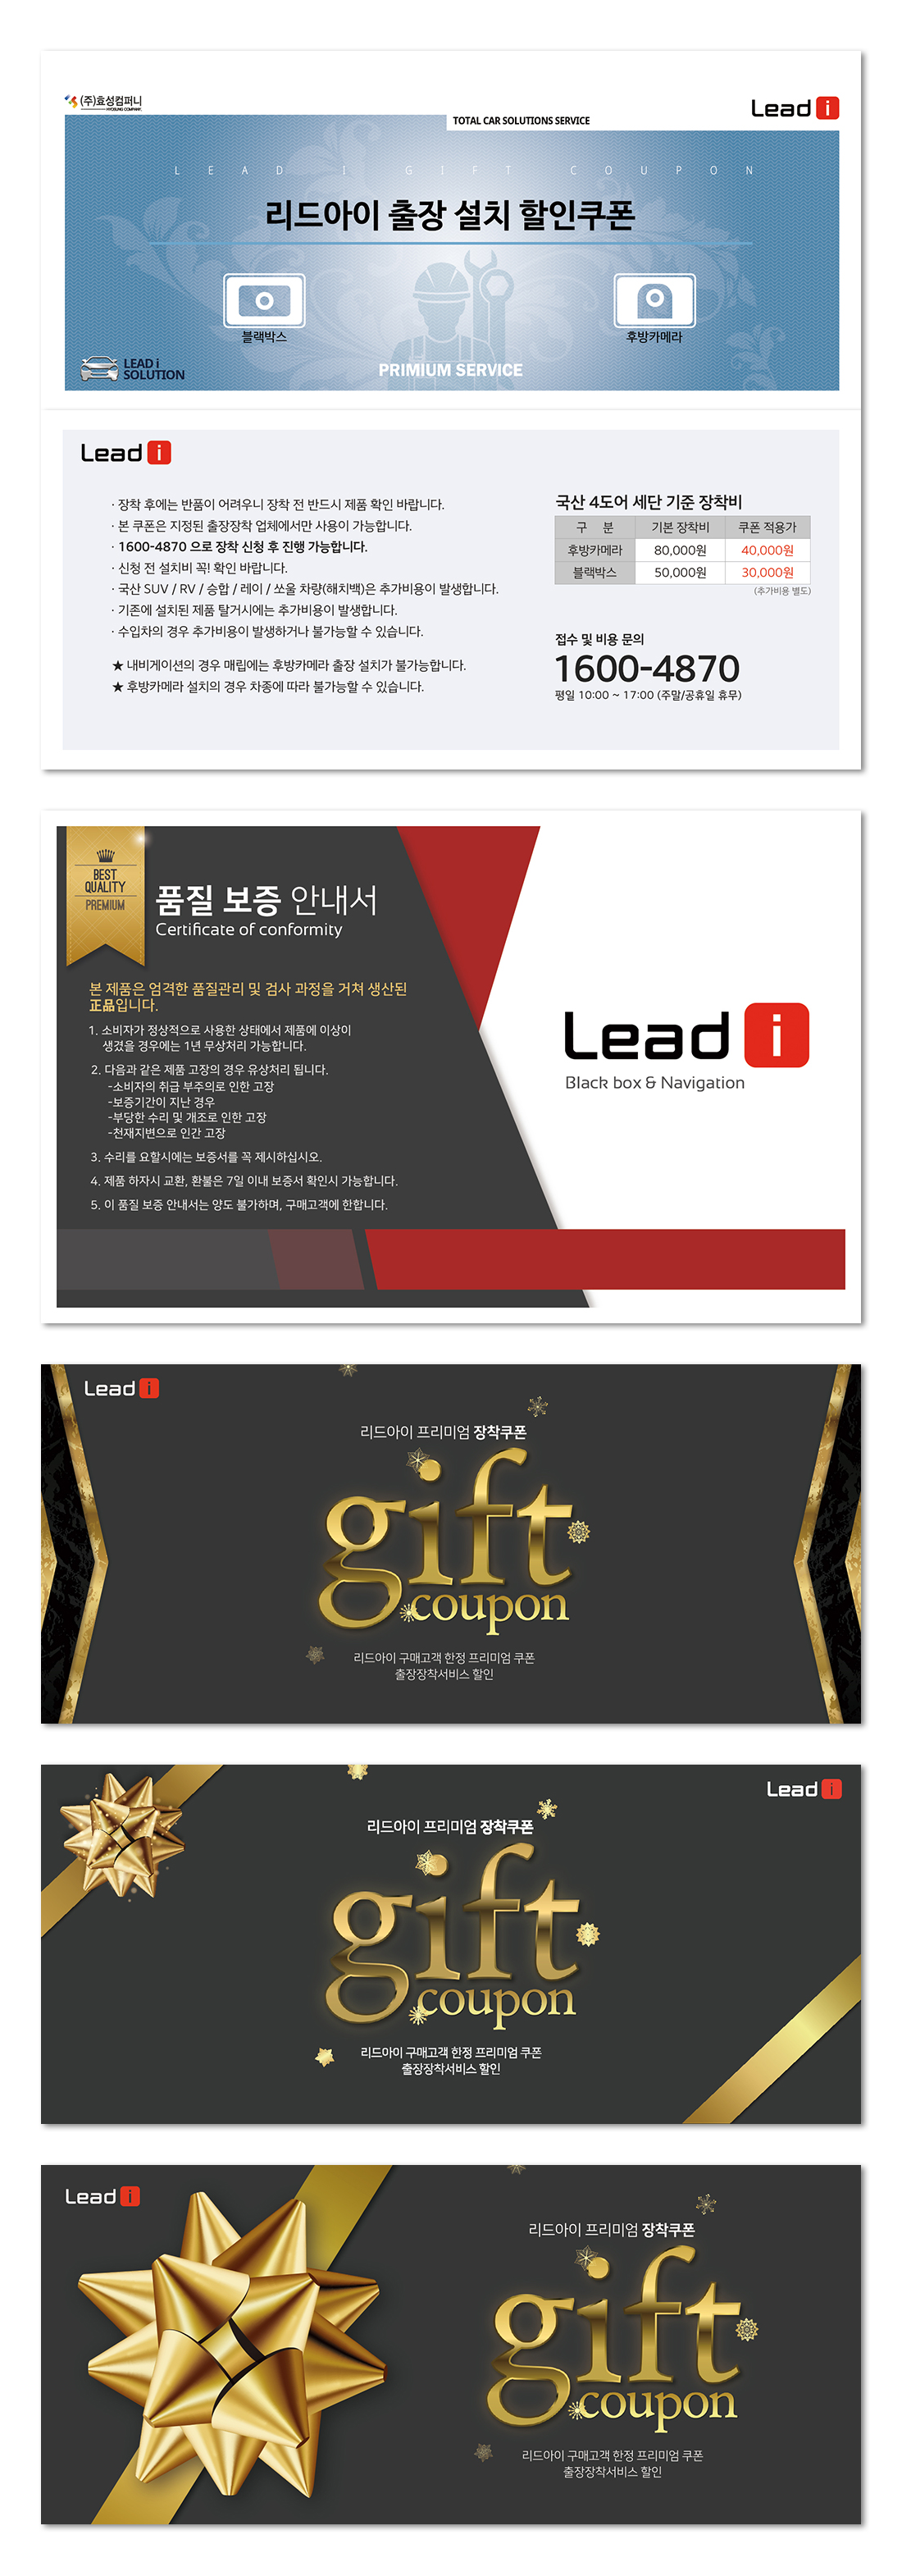 (주)효성컴퍼니
HYOSUNG COMPANY.
Lead i
TOTAL CAR SOLUTIONS SERVICE
LEAD I GIFT COUPON
리드아이 출장 설치 할인쿠폰
블랙박스
후방카메라
LEAD i
SOLUTION
PRIMIUM SERVICE
Lead i
· 장착 후에는 반품이 어려우니 장착 전 반드시 제품 확인 바랍니다.
· 본 쿠폰은 지정된 출장장착 업체에서만 사용이 가능합니다.
· 1600-4870 으로 장착 신청 후 진행 가능합니다.
· 신청 전 설치비 꼭! 확인 바랍니다.
· 국산 SUV / RV / 승합 / 레이 / 쏘울 차량(해치백)은 추가비용이 발생합니다.
· 기존에 설치된 제품 탈거시에는 추가비용이 발생합니다.
· 수입차의 경우 추가비용이 발생하거나 불가능할 수 있습니다.
★ 내비게이션의 경우 매립에는 후방카메라 출장 설치가 불가능합니다.
★ 후방카메라 설치의 경우 차종에 따라 불가능할 수 있습니다.
국산 4도어 세단 기준 장착비
구 분 기본 장착비 쿠폰 적용가
후방카메라 80,000원 40,000원
블랙박스 50,000원 30,000원
(추가비용 별도)
접수 및 비용 문의
1600-4870
평일 10:00 ~ 17:00 (주말/공휴일 휴무)
BEST
QUALITY
PREMIUM
품질 보증 안내서
Certificate of conformity
본 제품은 엄격한 품질관리 및 검사 과정을 거쳐 생산된
正品입니다.
1. 소비자가 정상적으로 사용한 상태에서 제품에 이상이
생겼을 경우에는 1년 무상처리 가능합니다.
2. 다음과 같은 제품 고장의 경우 유상처리 됩니다.
-소비자의 취급 부주의로 인한 고장
-보증기간이 지난 경우
-부당한 수리 및 개조로 인한 고장
-천재지변으로 인간 고장
3. 수리를 요할시에는 보증서를 꼭 제시하십시오.
4. 제품 하자시 교환, 환불은 7일 이내 보증서 확인시 가능합니다.
5. 이 품질 보증 안내서는 양도 불가하며, 구매고객에 한합니다.
Lead i
Black box & Navigation
Lead i
리드아이 프리미엄 장착쿠폰
gift
coupon
리드아이 구매고객 한정 프리미엄 쿠폰
출장장착서비스 할인
Lead i
리드아이 프리미엄 장착쿠폰
gift
coupon
리드아이 구매고객 한정 프리미엄 쿠폰
출장장착서비스 할인
Lead i
리드아이 프리미엄 장착쿠폰
gift
coupon
리드아이 구매고객 한정 프리미엄 쿠폰
출장장착서비스 할인